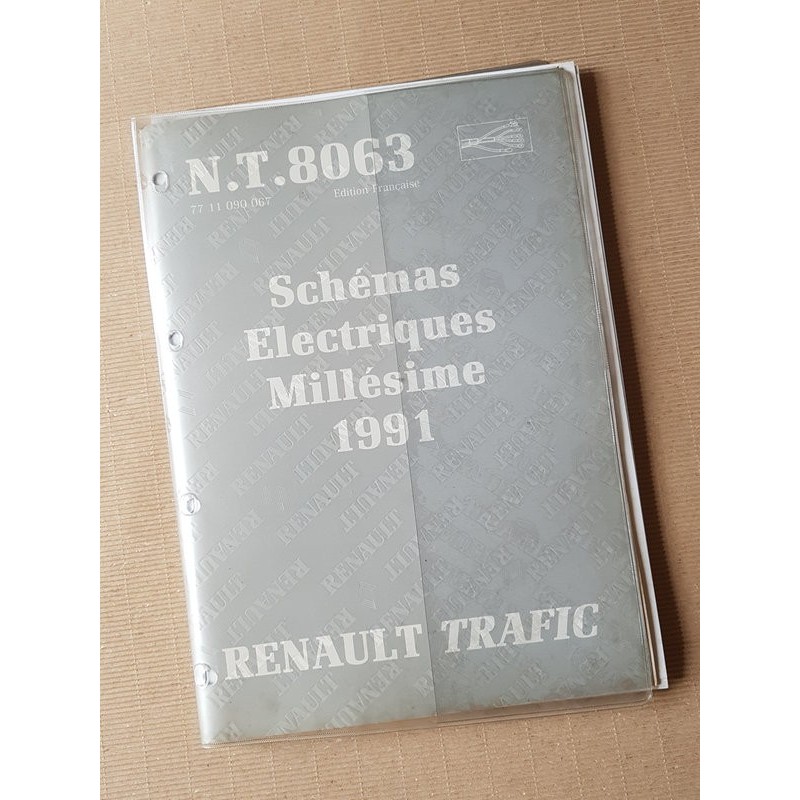 N.T.8063
77 11 090 067 Edition Française
Schémas
Electriques
Millésime
1991
RENAULT TRAFIC